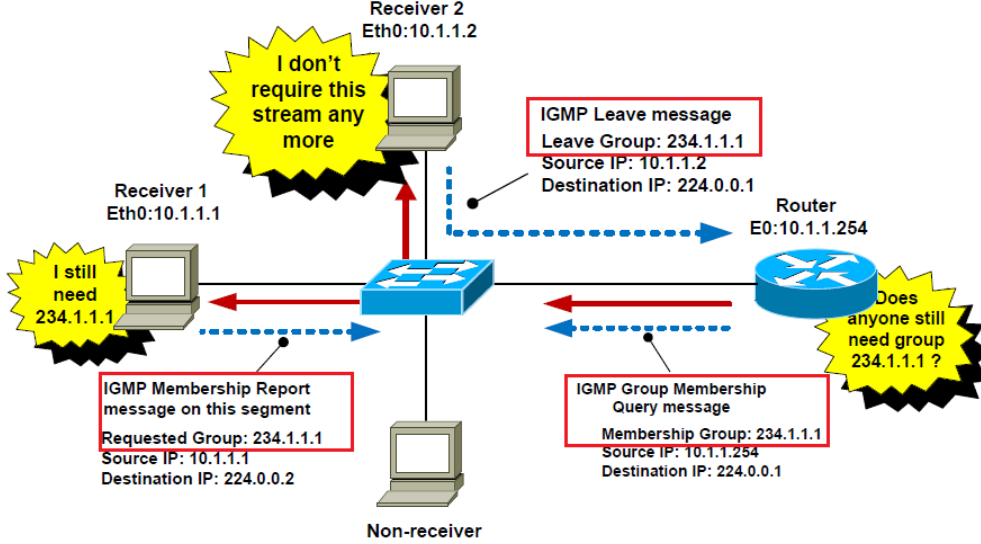 Receiver 2
Eth0:10.1.1.2
I don't
require this
stream any
more
IGMP Leave message
Leave Group: 234.1.1.1
Source IP: 10.1.1.2
Destination IP: 224.0.0.1
Receiver 1
Eth0:10.1.1.1
Router
E0:10.1.1.254
I still
need
234.1.1.1
Does
anyone still
need group
234.1.1.1 ?
IGMP Membership Report
message on this segment
Requested Group: 234.1.1.1
Source IP: 10.1.1.1
Destination IP: 224.0.0.2
IGMP Group Membership
Query message
Membership Group: 234.1.1.1
Source IP: 10.1.1.254
Destination IP: 224.0.0.1
Non-receiver